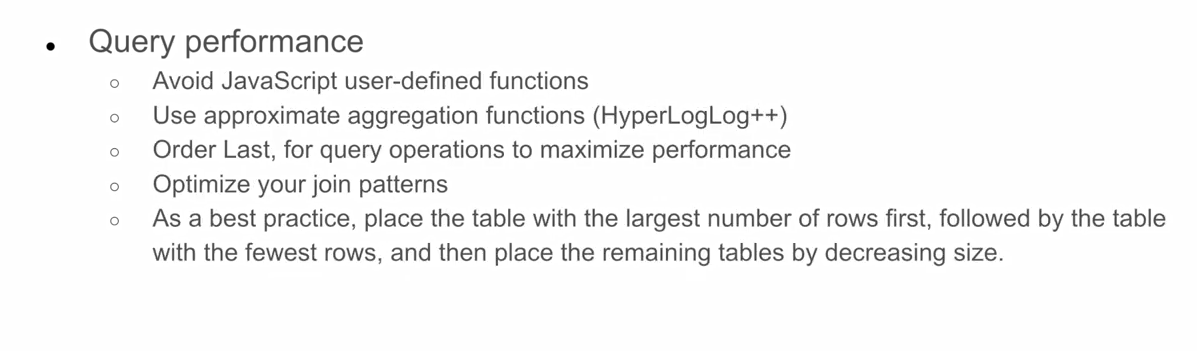 ● Query performance
○ Avoid JavaScript user-defined functions
○ Use approximate aggregation functions (HyperLogLog++)
○ Order Last, for query operations to maximize performance
○ Optimize your join patterns
○ As a best practice, place the table with the largest number of rows first, followed by the table
with the fewest rows, and then place the remaining tables by decreasing size.